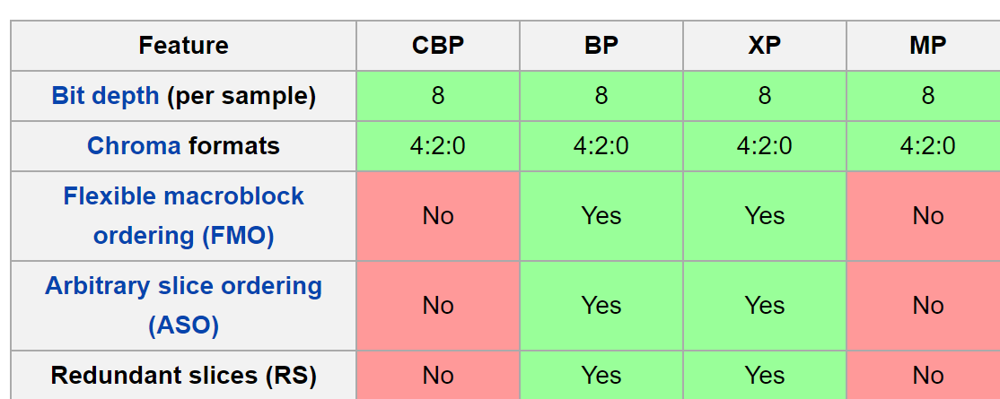 Feature CBP BP XP MP
Bit depth (per sample) 8 8 8 8
Chroma formats 4:2:0 4:2:0 4:2:0 4:2:0
Flexible macroblock
ordering (FMO) No Yes Yes No
Arbitrary slice ordering
(ASO) No Yes Yes No
Redundant slices (RS) No Yes Yes No